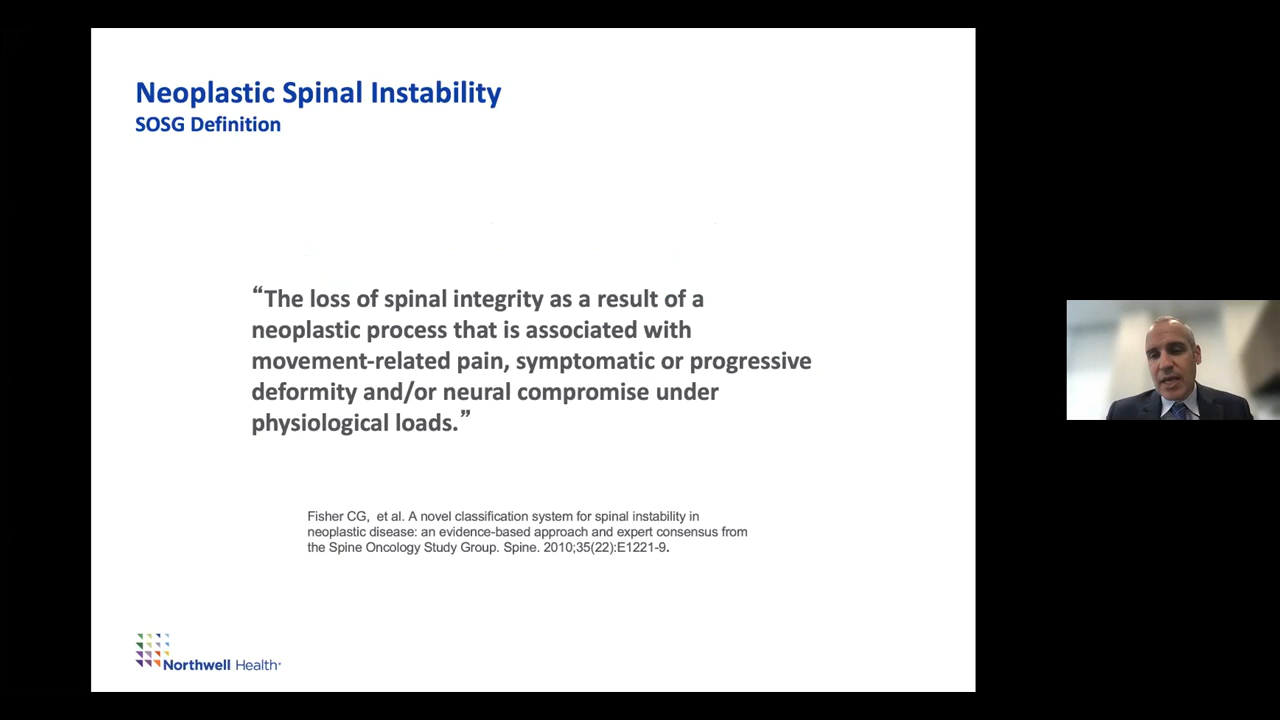 Neoplastic Spinal Instability
SOSG Definition
“The loss of spinal integrity as a result of a
neoplastic process that is associated with
movement-related pain, symptomatic or progressive
deformity and/or neural compromise under
physiological loads.”
Fisher CG, et al. A novel classification system for spinal instability in
neoplastic disease: an evidence-based approach and expert consensus from
the Spine Oncology Study Group. Spine. 2010;35(22):E1221-9.
Northwell Health